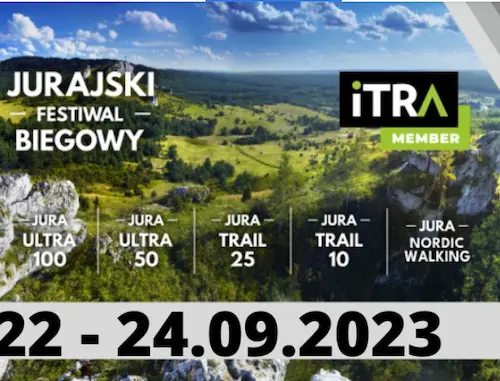 JURAJSKI
FESTIWAL
BIEGOWY
iTRA
MEMBER
JURA
ULTRA
100
JURA
ULTRA
50
JURA
TRAIL
25
JURA
TRAIL
10
JURA
NORDIC
WALKING
22 - 24.09.2023